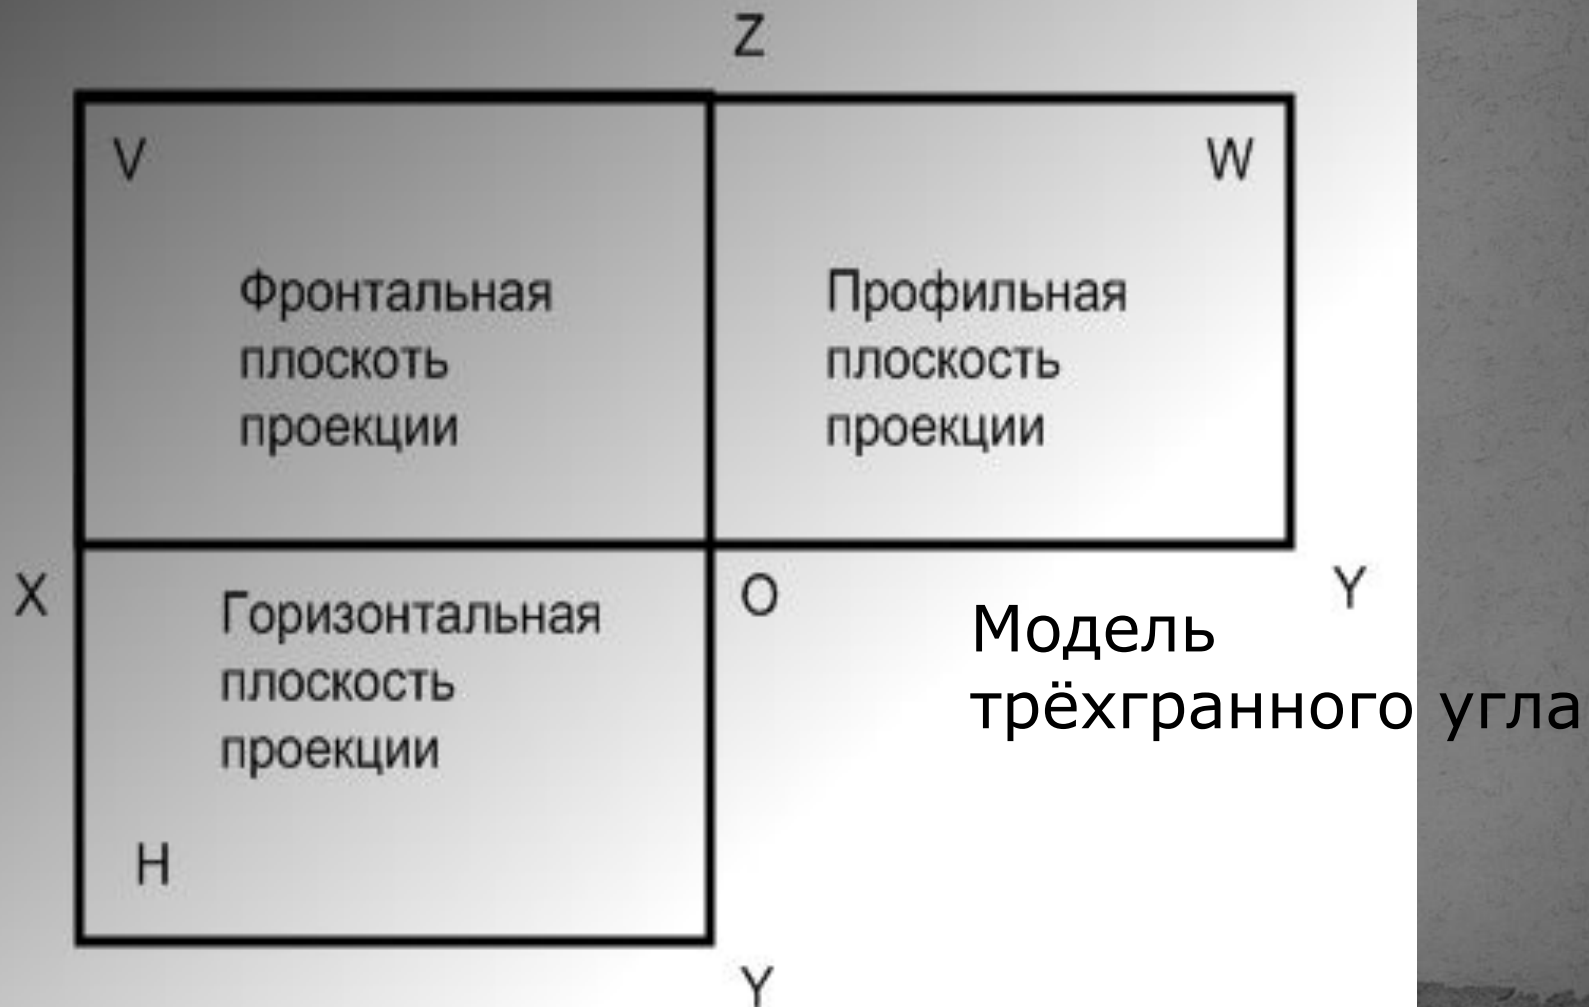 Z
V
W
Фронтальная
плоскоть
проекции
Профильная
плоскость
проекции
X
O
Y
Горизонтальная
плоскость
проекции
Модель
трёхгранного угла
H
Y